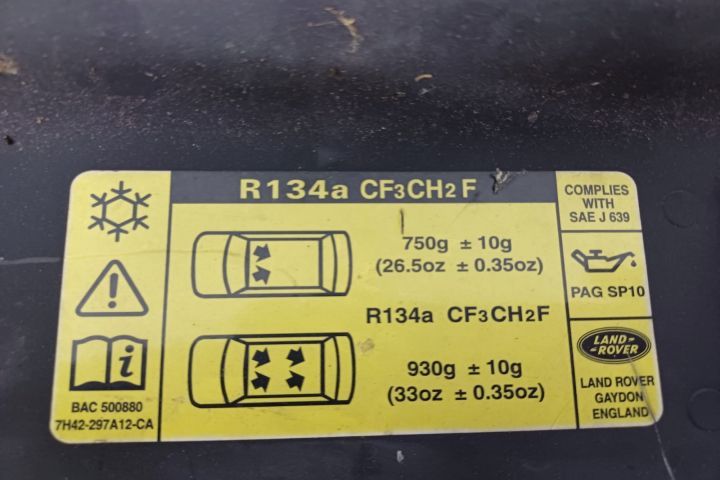 R134a CF3CH2F
750g ± 10g
(26.5oz ± 0.35oz)
R134a CF3CH2F
930g ± 10g
(33oz ± 0.35oz)
BAC 500880
7H42-297A12-CA
COMPLIES
WITH
SAE J 639
PAG SP10
LAND-
-ROVER
LAND ROVER
GAYDON
ENGLAND